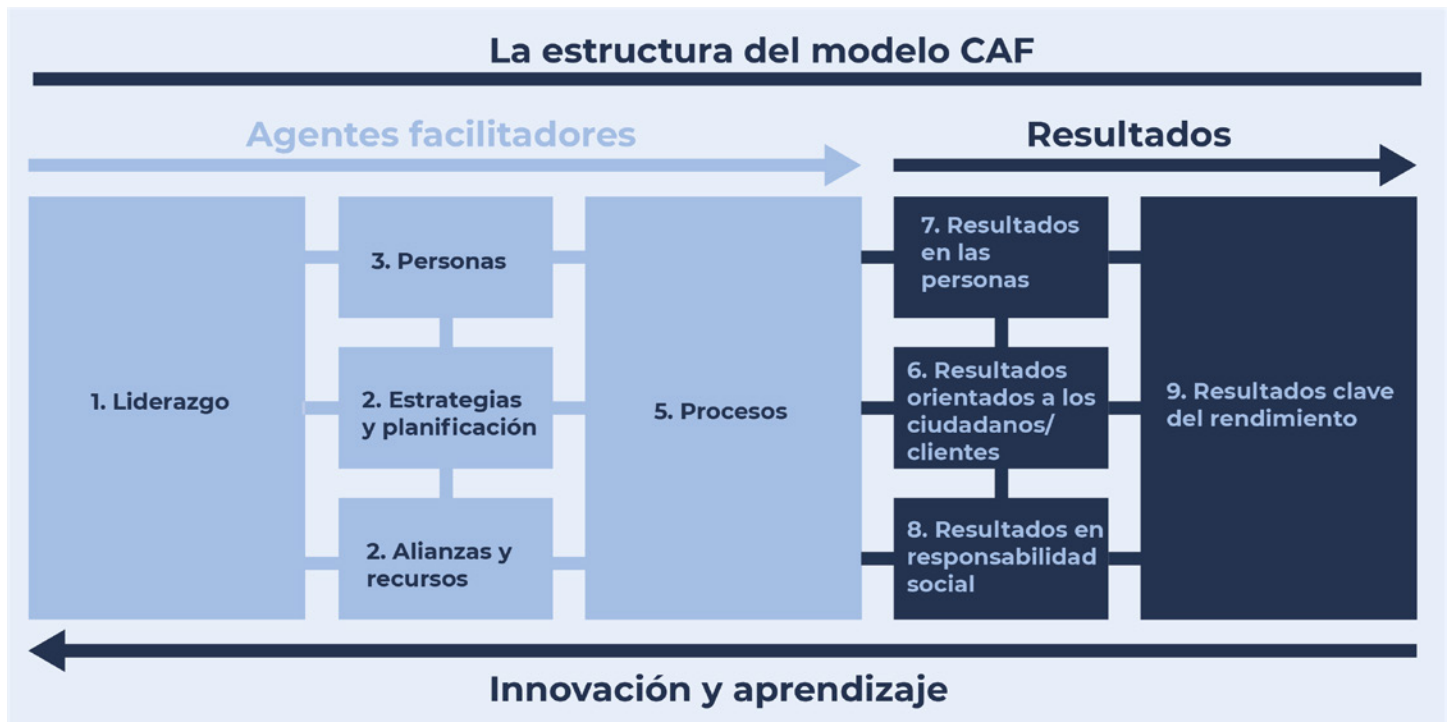 La estructura del modelo CAF
Agentes facilitadores
Resultados
1. Liderazgo
3. Personas
2. Estrategias
y planificación
2. Alianzas y
recursos
5. Procesos
7. Resultados
en las
personas
6. Resultados
orientados a los
ciudadanos/
clientes
8. Resultados en
responsabilidad
social
9. Resultados clave
del rendimiento
Innovación y aprendizaje